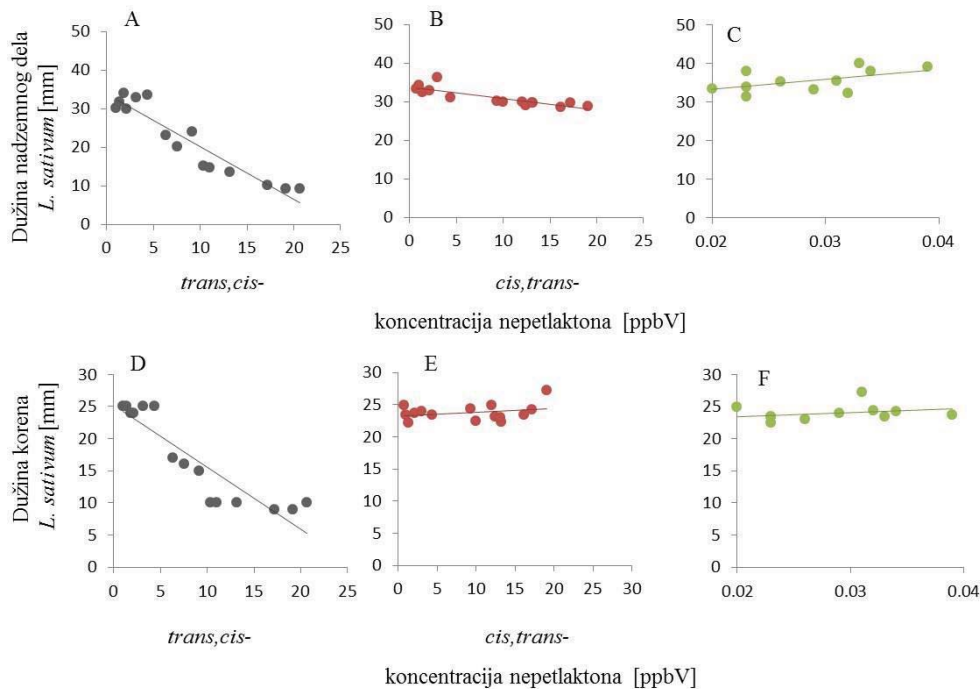 A
B
C
Dužina nadzemnog dela
L. sativum [mm]
50
40
30
20
10
0
0 5 10 15 20 25
50
40
30
20
10
0
0 5 10 15 20 25
50
40
30
20
10
0
0.02 0.03 0.04
trans,cis-
cis,trans-
koncentracija nepetlaktona [ppbV]
D
E
F
Dužina korena
L. sativum [mm]
30
25
20
15
10
5
0
0 5 10 15 20 25
30
25
20
15
10
5
0
0 5 10 15 20 25 30
30
25
20
15
10
5
0
0.02 0.03 0.04
trans,cis-
cis,trans-
koncentracija nepetlaktona [ppbV]